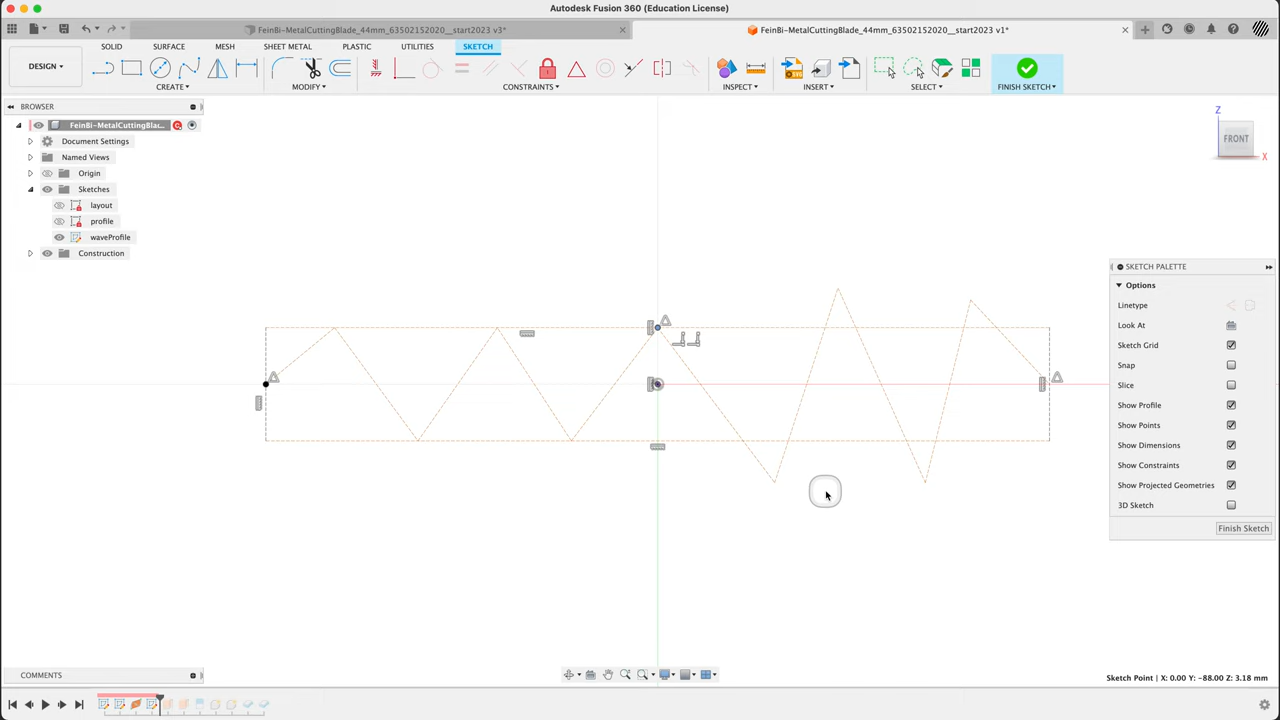 Autodesk Fusion 360 (Education License)
FeinBi-MetalCuttingBlade_44mm_63502152020__start2023 v3*
FeinBi-MetalCuttingBlade_44mm_63502152020__start2023 v1*
DESIGN
SOLID
SURFACE
MESH
SHEET METAL
PLASTIC
UTILITIES
SKETCH
CREATE
MODIFY
CONSTRAINTS
INSPECT
INSERT
SELECT
FINISH SKETCH
BROWSER
FeinBi-MetalCuttingBla...
Document Settings
Named Views
Origin
Sketches
layout
profile
waveProfile
Construction
Z
FRONT
X
SKETCH PALETTE
Options
Linetype
Look At
Sketch Grid
Snap
Slice
Show Profile
Show Points
Show Dimensions
Show Constraints
Show Projected Geometries
3D Sketch
Finish Sketch
COMMENTS
Sketch Point | X: 0.00 Y: -88.00 Z: 3.18 mm